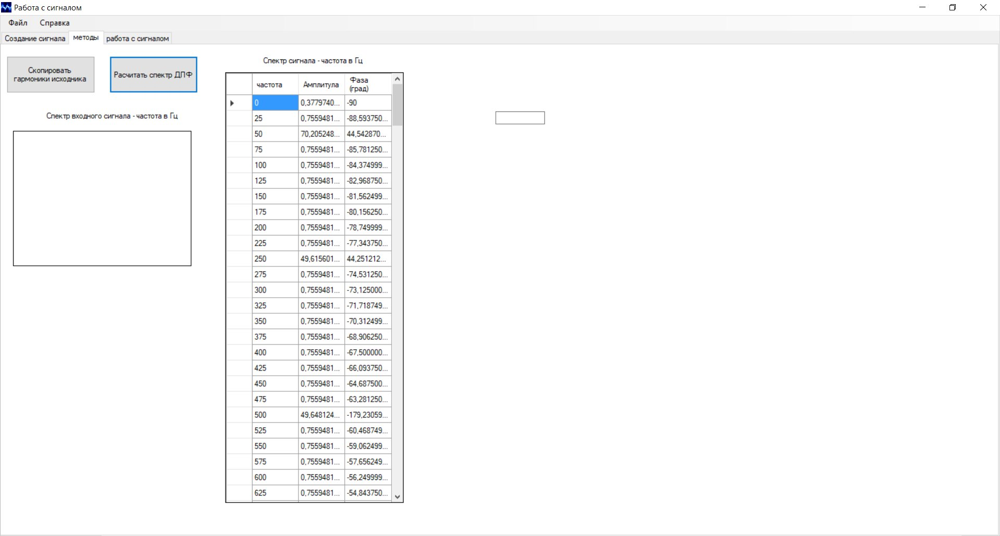 Работа с сигналом
Файл Справка
Создание сигнала методы работа с сигналом
Скопировать
гармоники исходника
Расчитать спектр ДПФ
Спектр входного сигнала - частота в Гц
Спектр сигнала - частота в Гц
частота Амплитула Фаза (град)
0 0,3779740... -90
25 0,7559481... -88,593750...
50 70,205248... 44,542870...
75 0,7559481... -85,781250...
100 0,7559481... -84,374999...
125 0,7559481... -82,968750...
150 0,7559481... -81,562499...
175 0,7559481... -80,156250...
200 0,7559481... -78,749999...
225 0,7559481... -77,343750...
250 49,615601... 44,251212...
275 0,7559481... -74,531250...
300 0,7559481... -73,125000...
325 0,7559481... -71,718749...
350 0,7559481... -70,312499...
375 0,7559481... -68,906250...
400 0,7559481... -67,500000...
425 0,7559481... -66,093750...
450 0,7559481... -64,687500...
475 0,7559481... -63,281250...
500 49,648124... -179,23059...
525 0,7559481... -60,468749...
550 0,7559481... -59,062499...
575 0,7559481... -57,656249...
600 0,7559481... -56,249999...
625 0,7559481... -54,843750...